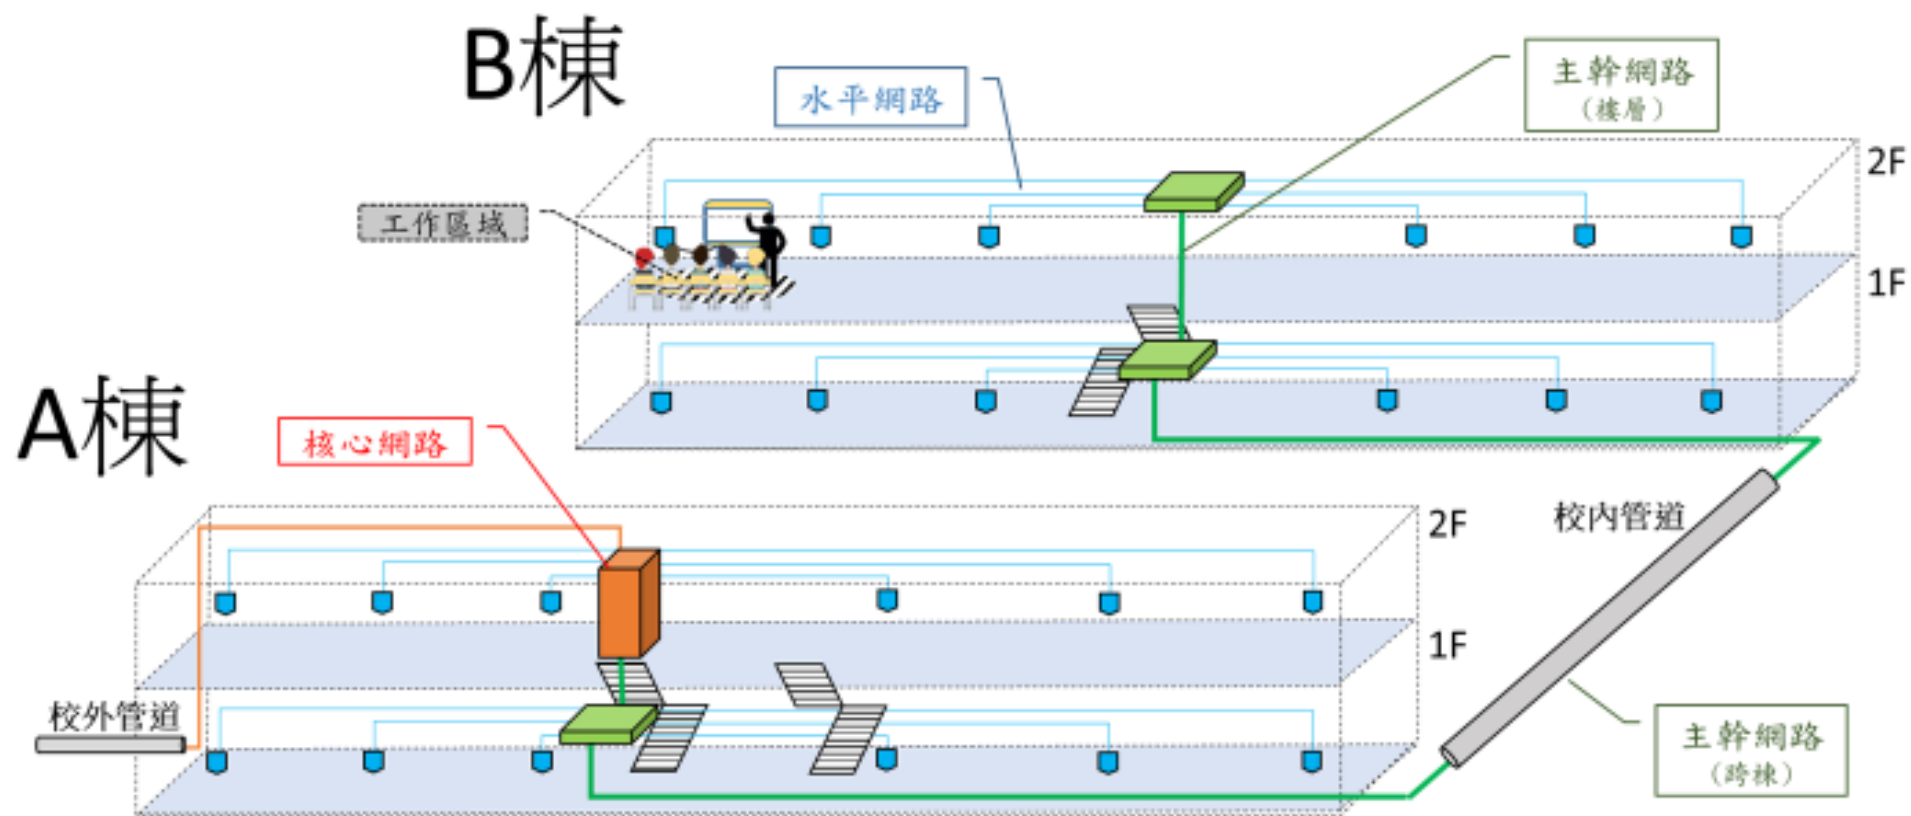 B棟
水平網路
主幹網路
(樓層)
2F
工作區域
1F
A棟
核心網路
校內管道
2F
1F
校外管道
主幹網路
(跨棟)